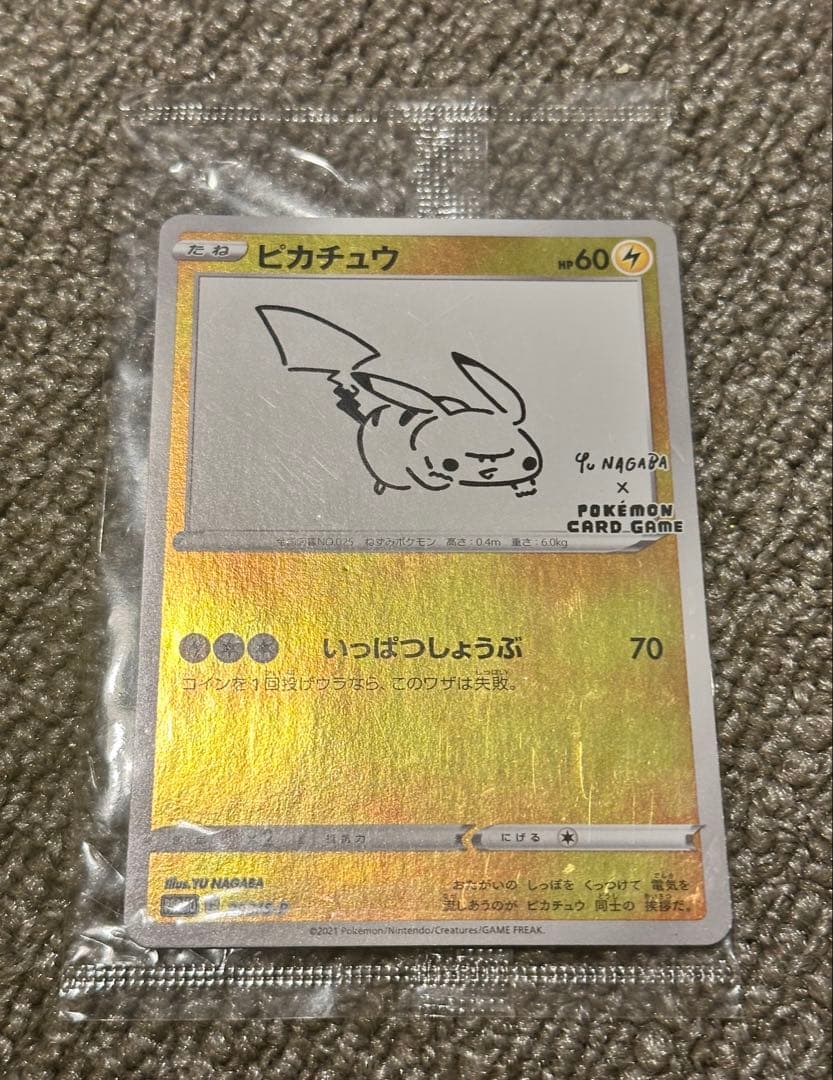 たね ピカチュウ HP60
Yu NAGABA
×
POKÉMON
CARD GAME
全国図鑑NO.025 ねずみポケモン 高さ:0.4m 重さ:6.0kg
いっぱつしょうぶ 70
コインを1回投げウラなら、このワザは失敗。
×2 抵抗力 にげる
illus.YU NAGABA
おたがいの しっぽを くっつけて 電気を
流しあうのが ピカチュウ 同士の 挨拶だ。
©2021 Pokémon/Nintendo/Creatures/GAME FREAK.